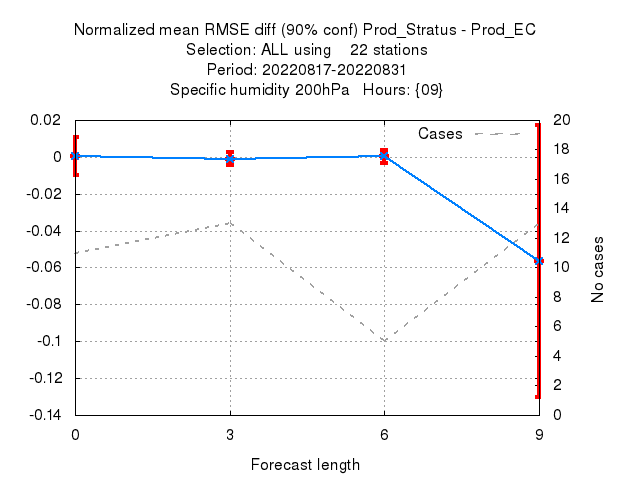 Normalized mean RMSE diff (90% conf) Prod_Stratus - Prod_EC
Selection: ALL using    22 stations
Period: 20220817-20220831
Specific humidity 200hPa   Hours: {09}
Cases
0.02
0
-0.02
-0.04
-0.06
-0.08
-0.1
-0.12
-0.14
20
18
16
14
12
10
8
6
4
2
0
No cases
0 3 6 9
Forecast length